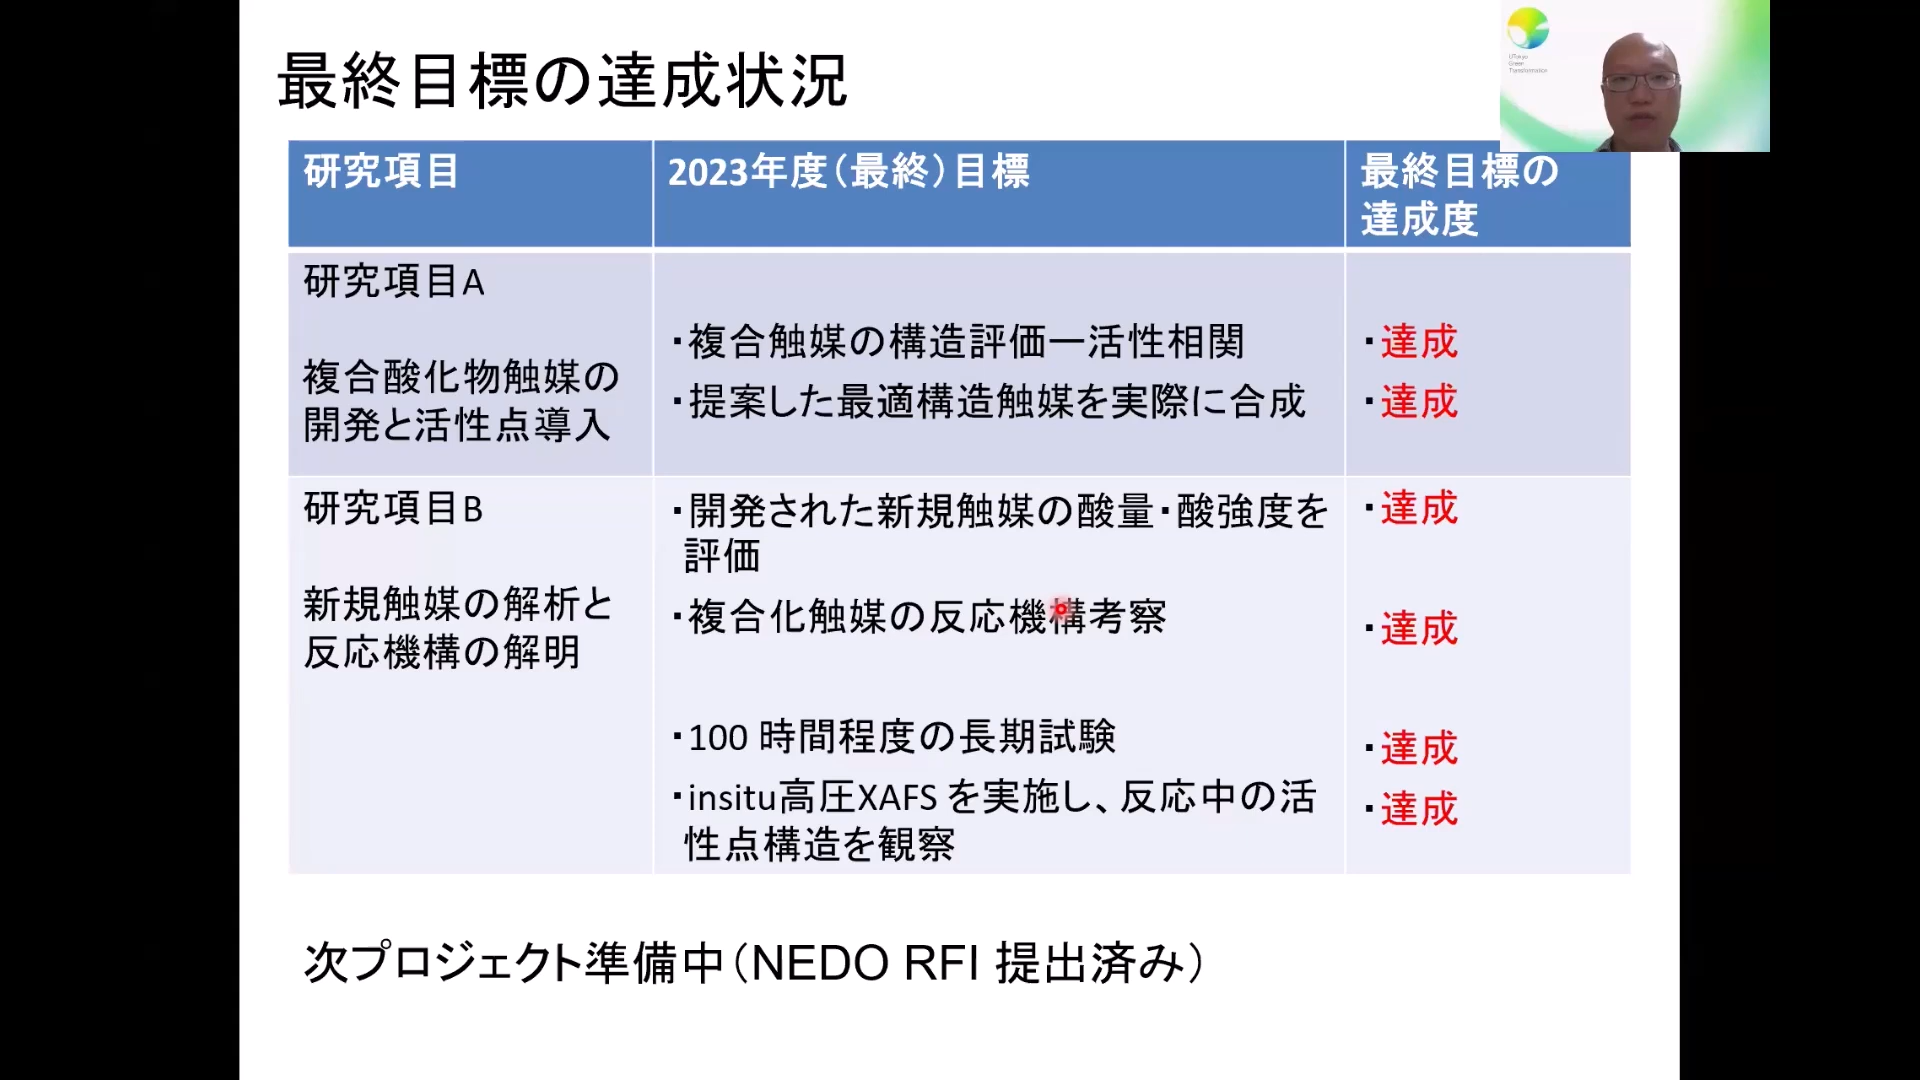 最終目標の達成状況
UTokyo
Green
Transformation
研究項目
2023年度（最終）目標
最終目標の
達成度
研究項目A
複合酸化物触媒の
開発と活性点導入
・複合触媒の構造評価ー活性相関
・提案した最適構造触媒を実際に合成
・達成
・達成
研究項目B
新規触媒の解析と
反応機構の解明
・開発された新規触媒の酸量・酸強度を
評価
・複合化触媒の反応機構考察
・100 時間程度の長期試験
・insitu高圧XAFS を実施し、反応中の活
性点構造を観察
・達成
・達成
・達成
・達成
次プロジェクト準備中（NEDO RFI 提出済み）